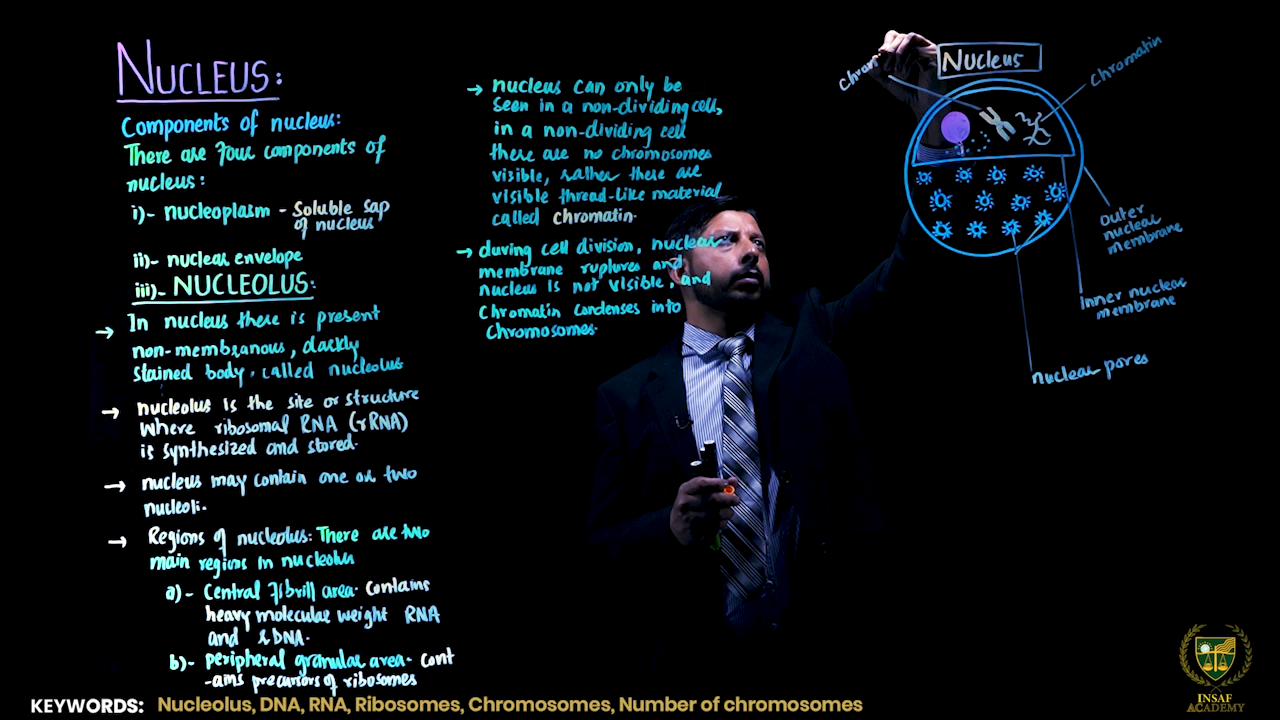 NUCLEUS:
Components of nucleus:
There are four components of
nucleus:
i)- nucleoplasm - Soluble sap
of nucleus
ii)- nuclear envelope
iii)- NUCLEOLUS:
→ In nucleus there is present
non-membranous, darkly
stained body, called nucleolus
→ nucleolus is the site or structure
where ribosomal RNA (rRNA)
is synthesized and stored.
→ nucleus may contain one or two
nucleoli.
→ Regions of nucleolus: There are two
main regions in nucleolus
a)- Central fibrill area. Contains
heavy molecular weight RNA
and rDNA.
b)- peripheral granular area. Cont
-ains precursors of ribosomes
→ nucleus can only be
seen in a non-dividing cell,
in a non-dividing cell
there are no chromosomes
visible, rather there are
visible thread-like material
called chromatin.
→ during cell division, nuclear
membrane ruptures and
nucleus is not visible, and
Chromatin condenses into
Chromosomes.
Nucleus
Chrom
Chromatin
Outer
nuclear
membrane
Inner nuclear
membrane
nuclear pores
KEYWORDS: Nucleolus, DNA, RNA, Ribosomes, Chromosomes, Number of chromosomes
INSAF
ACADEMY